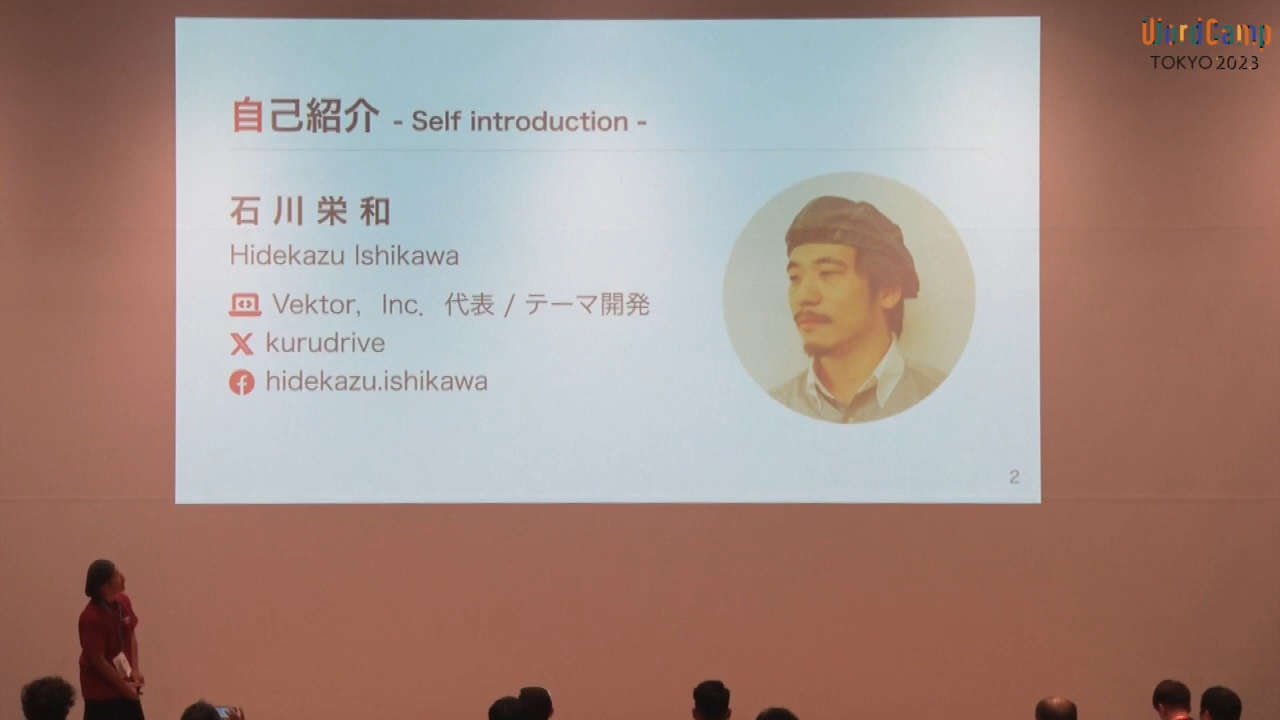 WordCamp
TOKYO 2023
自己紹介 - Self introduction -
石川栄和
Hidekazu Ishikawa
Vektor, Inc. 代表 / テーマ開発
kurudrive
hidekazu.ishikawa
2